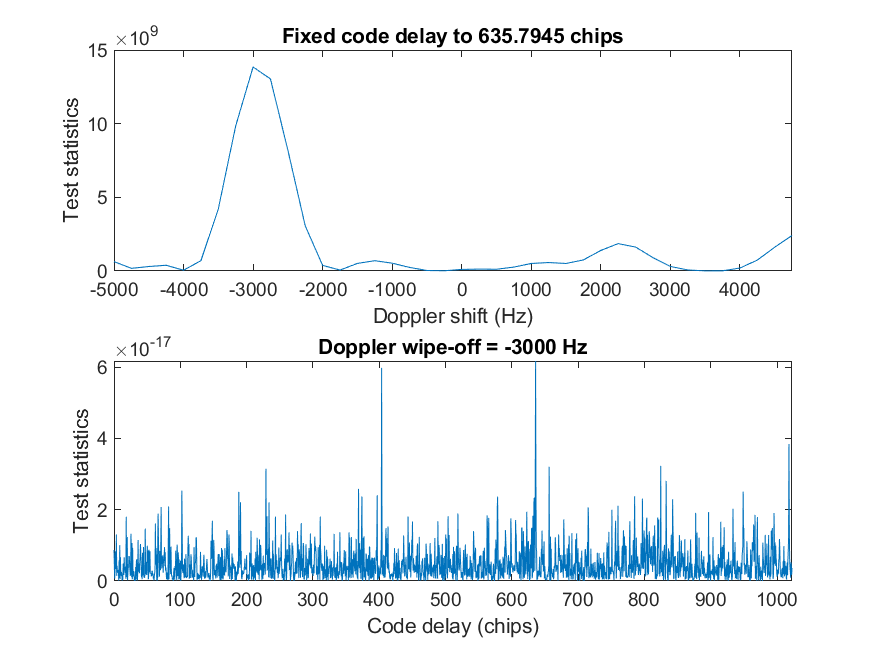 Fixed code delay to 635.7945 chips
×10^9
15
10
5
0
Test statistics
-5000 -4000 -3000 -2000 -1000 0 1000 2000 3000 4000
Doppler shift (Hz)
Doppler wipe-off = -3000 Hz
×10^-17
6
4
2
0
Test statistics
0 100 200 300 400 500 600 700 800 900 1000
Code delay (chips)